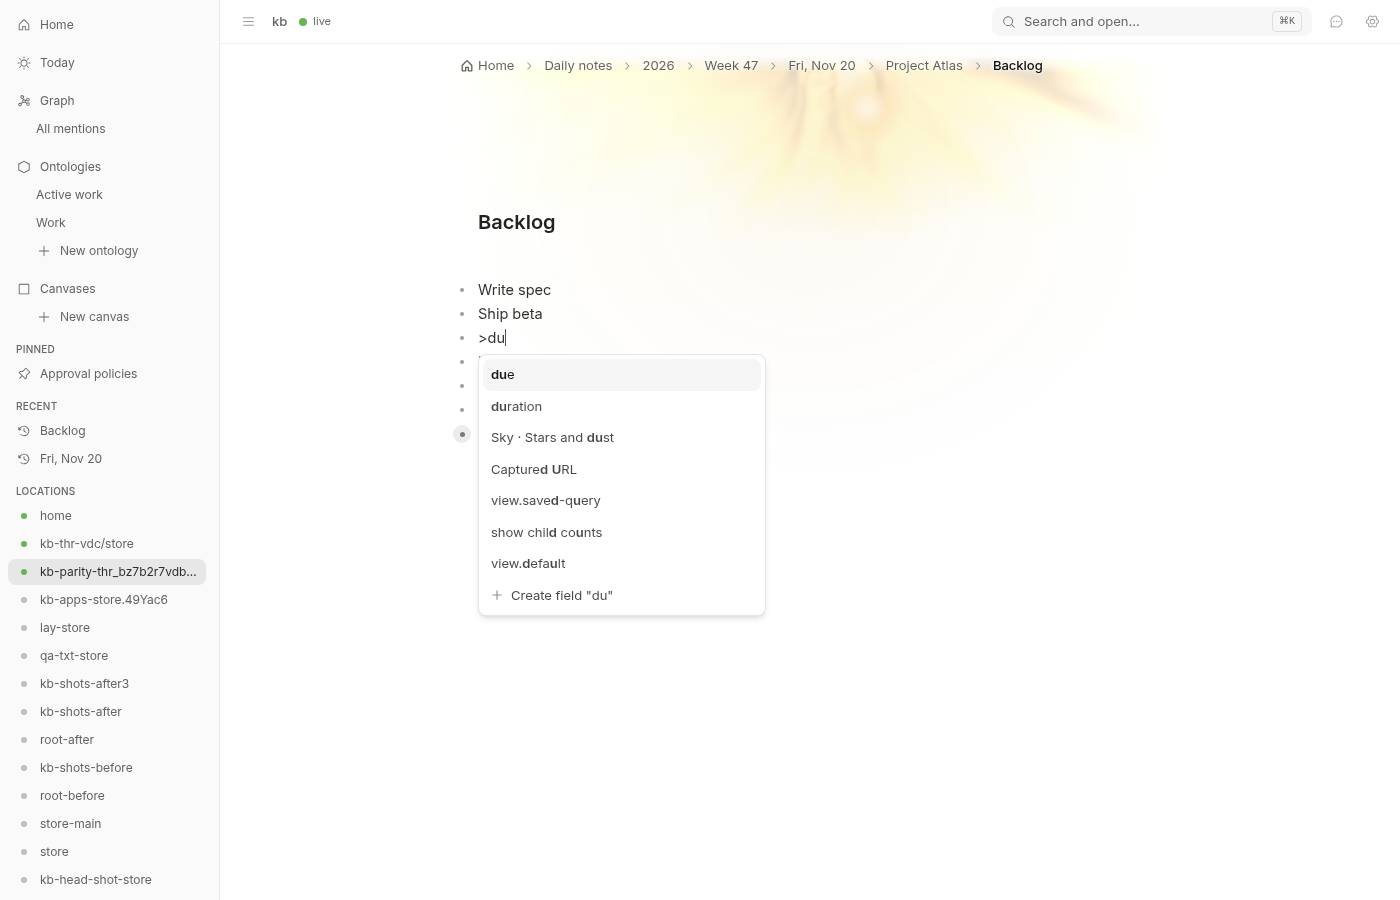 Home
Today
Graph
All mentions
Ontologies
Active work
Work
New ontology
Canvases
New canvas
PINNED
Approval policies
RECENT
Backlog
Fri, Nov 20
LOCATIONS
home
kb-thr-vdc/store
kb-parity-thr_bz7b2r7vdb...
kb-apps-store.49Yac6
lay-store
qa-txt-store
kb-shots-after3
kb-shots-after
root-after
kb-shots-before
root-before
store-main
store
kb-head-shot-store
kb live
Search and open... ⌘K
Home > Daily notes > 2026 > Week 47 > Fri, Nov 20 > Project Atlas > Backlog
Backlog
Write spec
Ship beta
>du
due
duration
Sky · Stars and dust
Captured URL
view.saved-query
show child counts
view.default
Create field "du"